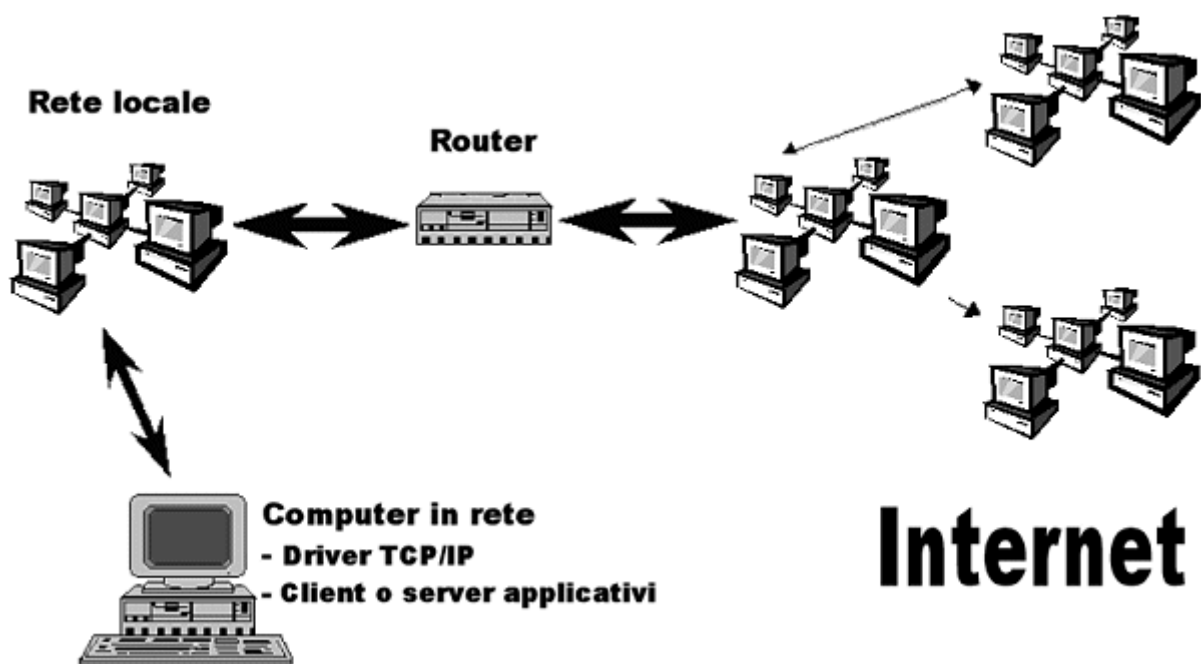 Rete locale
Router
Computer in rete
- Driver TCP/IP
- Client o server applicativi
Internet